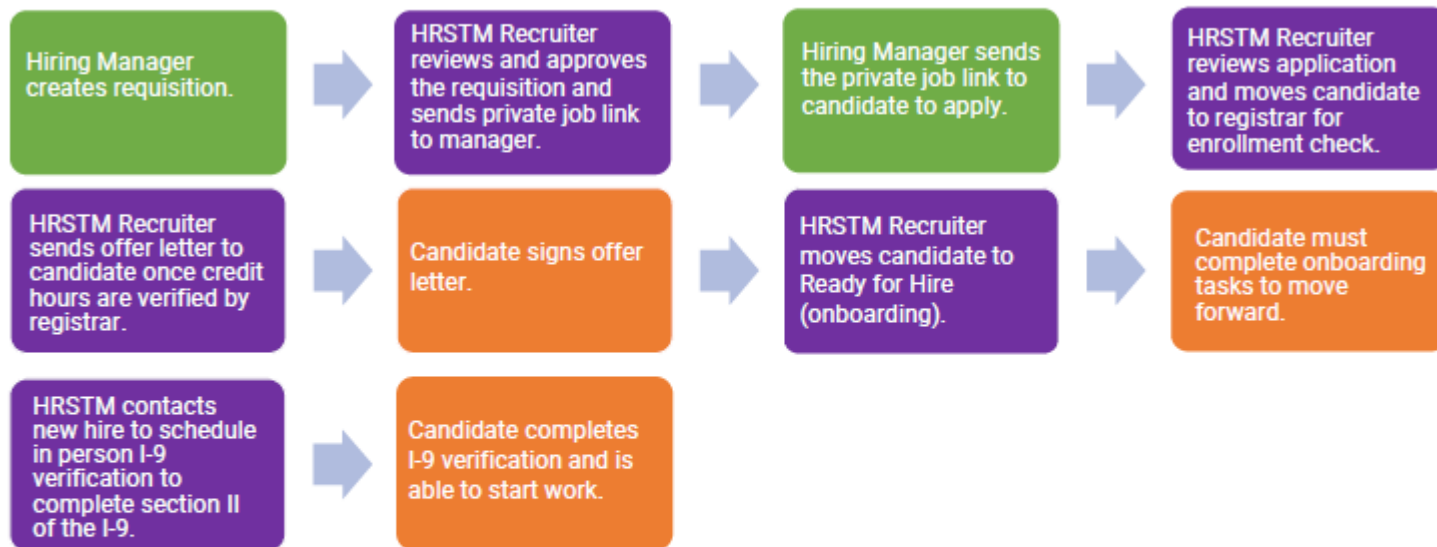 Hiring Manager
creates requisition.
HRSTM Recruiter
reviews and approves
the requisition and
sends private job link
to manager.
Hiring Manager sends
the private job link to
candidate to apply.
HRSTM Recruiter
reviews application
and moves candidate
to registrar for
enrollment check.
HRSTM Recruiter
sends offer letter to
candidate once credit
hours are verified by
registrar.
Candidate signs offer
letter.
HRSTM Recruiter
moves candidate to
Ready for Hire
(onboarding).
Candidate must
complete onboarding
tasks to move
forward.
HRSTM contacts
new hire to schedule
in person I-9
verification to
complete section II
of the I-9.
Candidate completes
I-9 verification and is
able to start work.